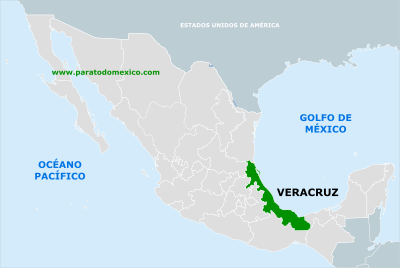 ESTADOS UNIDOS DE AMÉRICA
www.paratodomexico.com
GOLFO DE
MÉXICO
OCÉANO
PACÍFICO
VERACRUZ